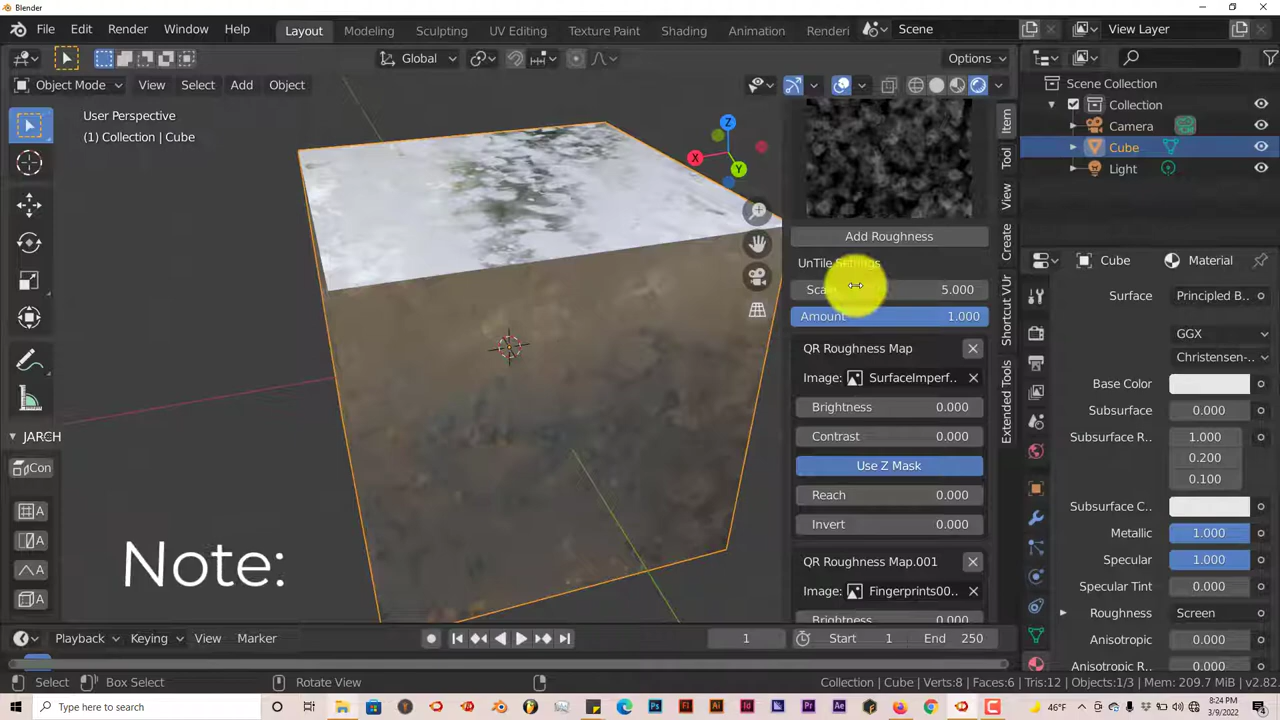 Blender
File Edit Render Window Help Layout Modeling Sculpting UV Editing Texture Paint Shading Animation Renderi Scene View Layer
Global Options
Object Mode View Select Add Object
User Perspective
(1) Collection | Cube
Z
X
Y
Item
Tool
View
Create
Shortcut VUr
Extended Tools
JARCH
Con
A
A
A
A
Add Roughness
UnTile Settings
Scale 5.000
Amount 1.000
QR Roughness Map
Image: SurfaceImperf..
Brightness 0.000
Contrast 0.000
Use Z Mask
Reach 0.000
Invert 0.000
QR Roughness Map.001
Image: Fingerprints00..
Brightness 0.000
Scene Collection
Collection
Camera
Cube
Light
Cube Material
Surface Principled B..
GGX
Christensen-..
Base Color
Subsurface 0.000
Subsurface R.. 1.000
0.200
0.100
Subsurface C..
Metallic 1.000
Specular 1.000
Specular Tint 0.000
Roughness Screen
Anisotropic 0.000
Anisotropic R 0.000
Note:
Playback Keying View Marker 1 Start 1 End 250
Select Box Select Rotate View Collection | Cube | Verts:8 | Faces:6 | Tris:12 | Objects:1/3 | Mem: 209.7 MiB | v2.82.
Type here to search
46°F
8:24 PM
3/9/2022